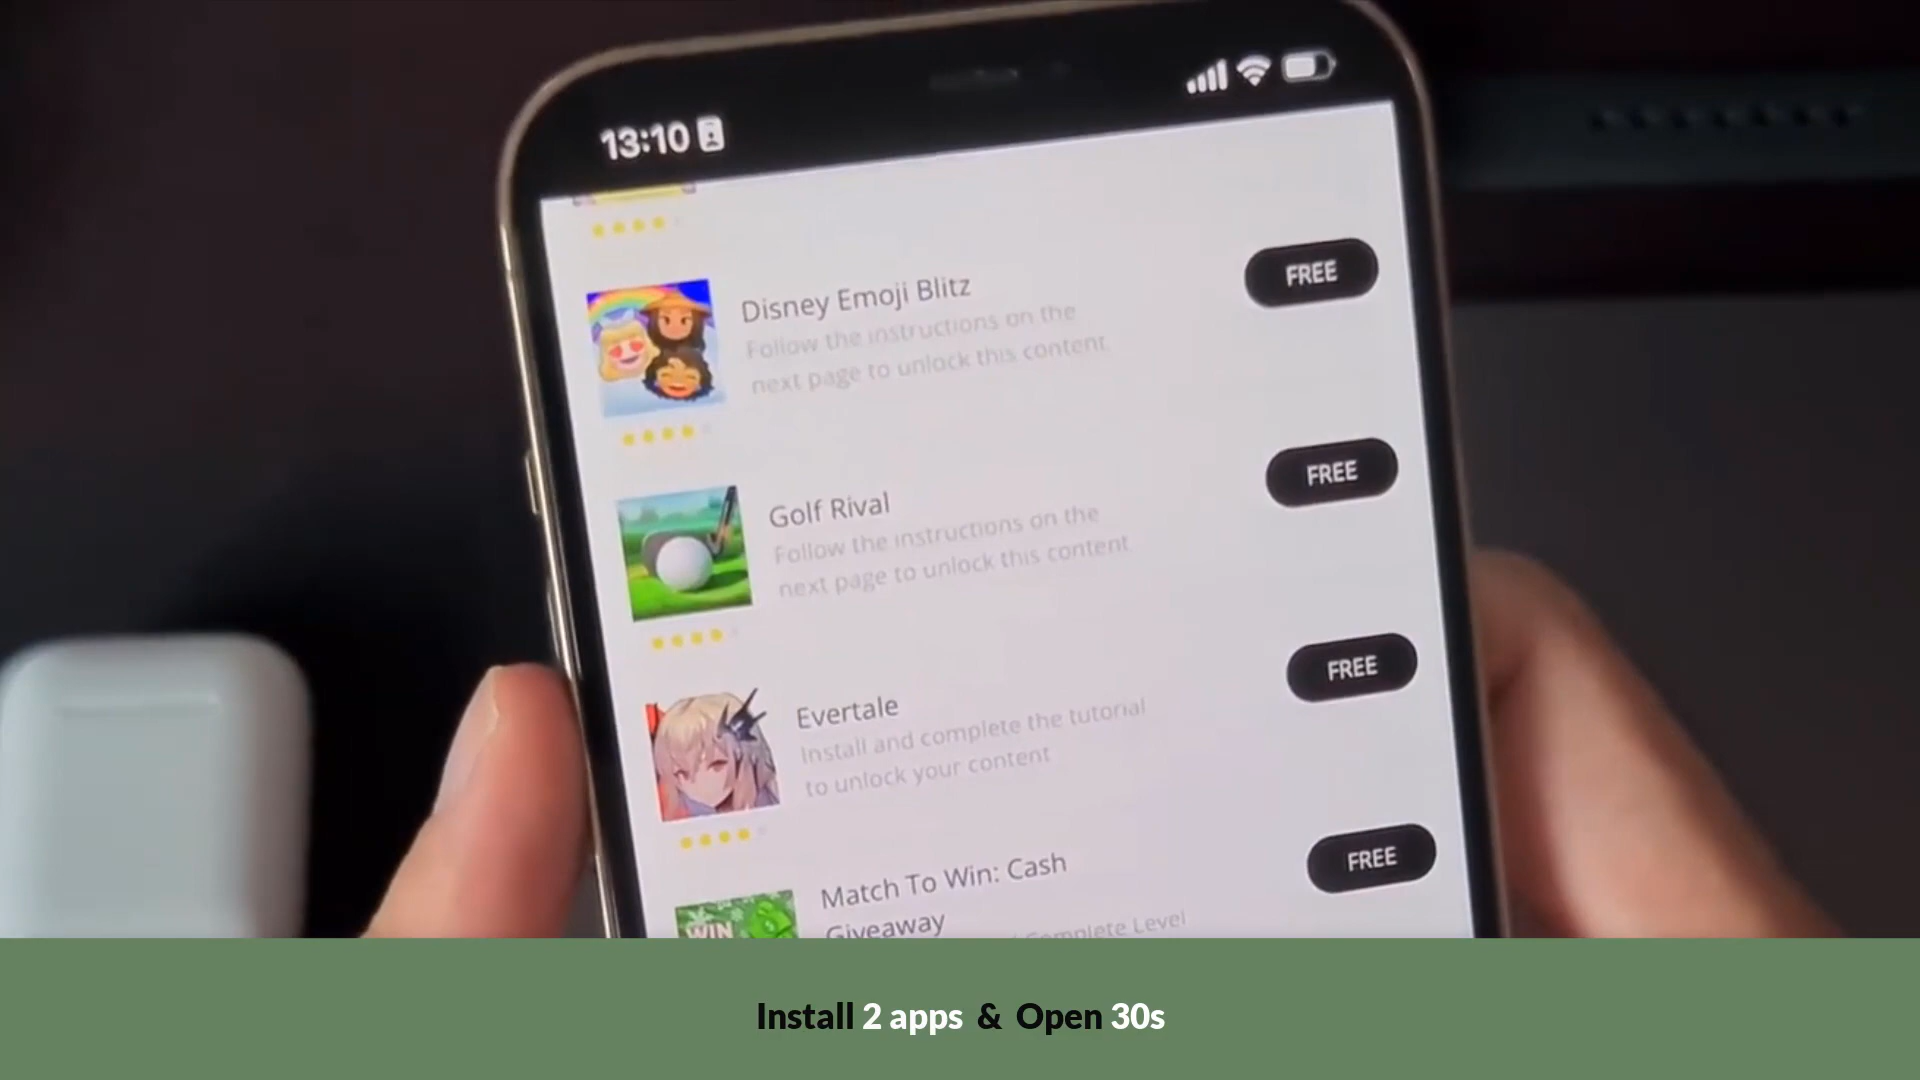 13:10
Disney Emoji Blitz
Follow the instructions on the
next page to unlock this content
FREE
Golf Rival
Follow the instructions on the
next page to unlock this content
FREE
Evertale
Install and complete the tutorial
to unlock your content
FREE
Match To Win: Cash
Giveaway
Complete Level
FREE
WIN
Install 2 apps & Open 30s